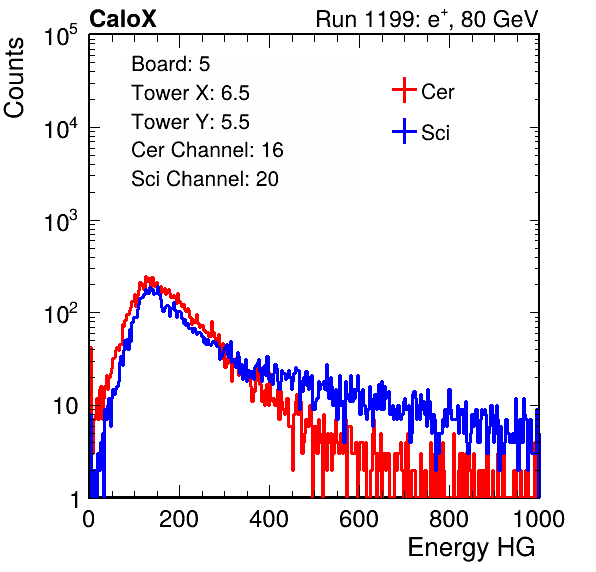 CaloX Run 1199: e⁺, 80 GeV
Counts
10⁵
10⁴
10³
10²
10
1
Board: 5
Tower X: 6.5
Tower Y: 5.5
Cer Channel: 16
Sci Channel: 20
Cer
Sci
0 200 400 600 800 1000
Energy HG